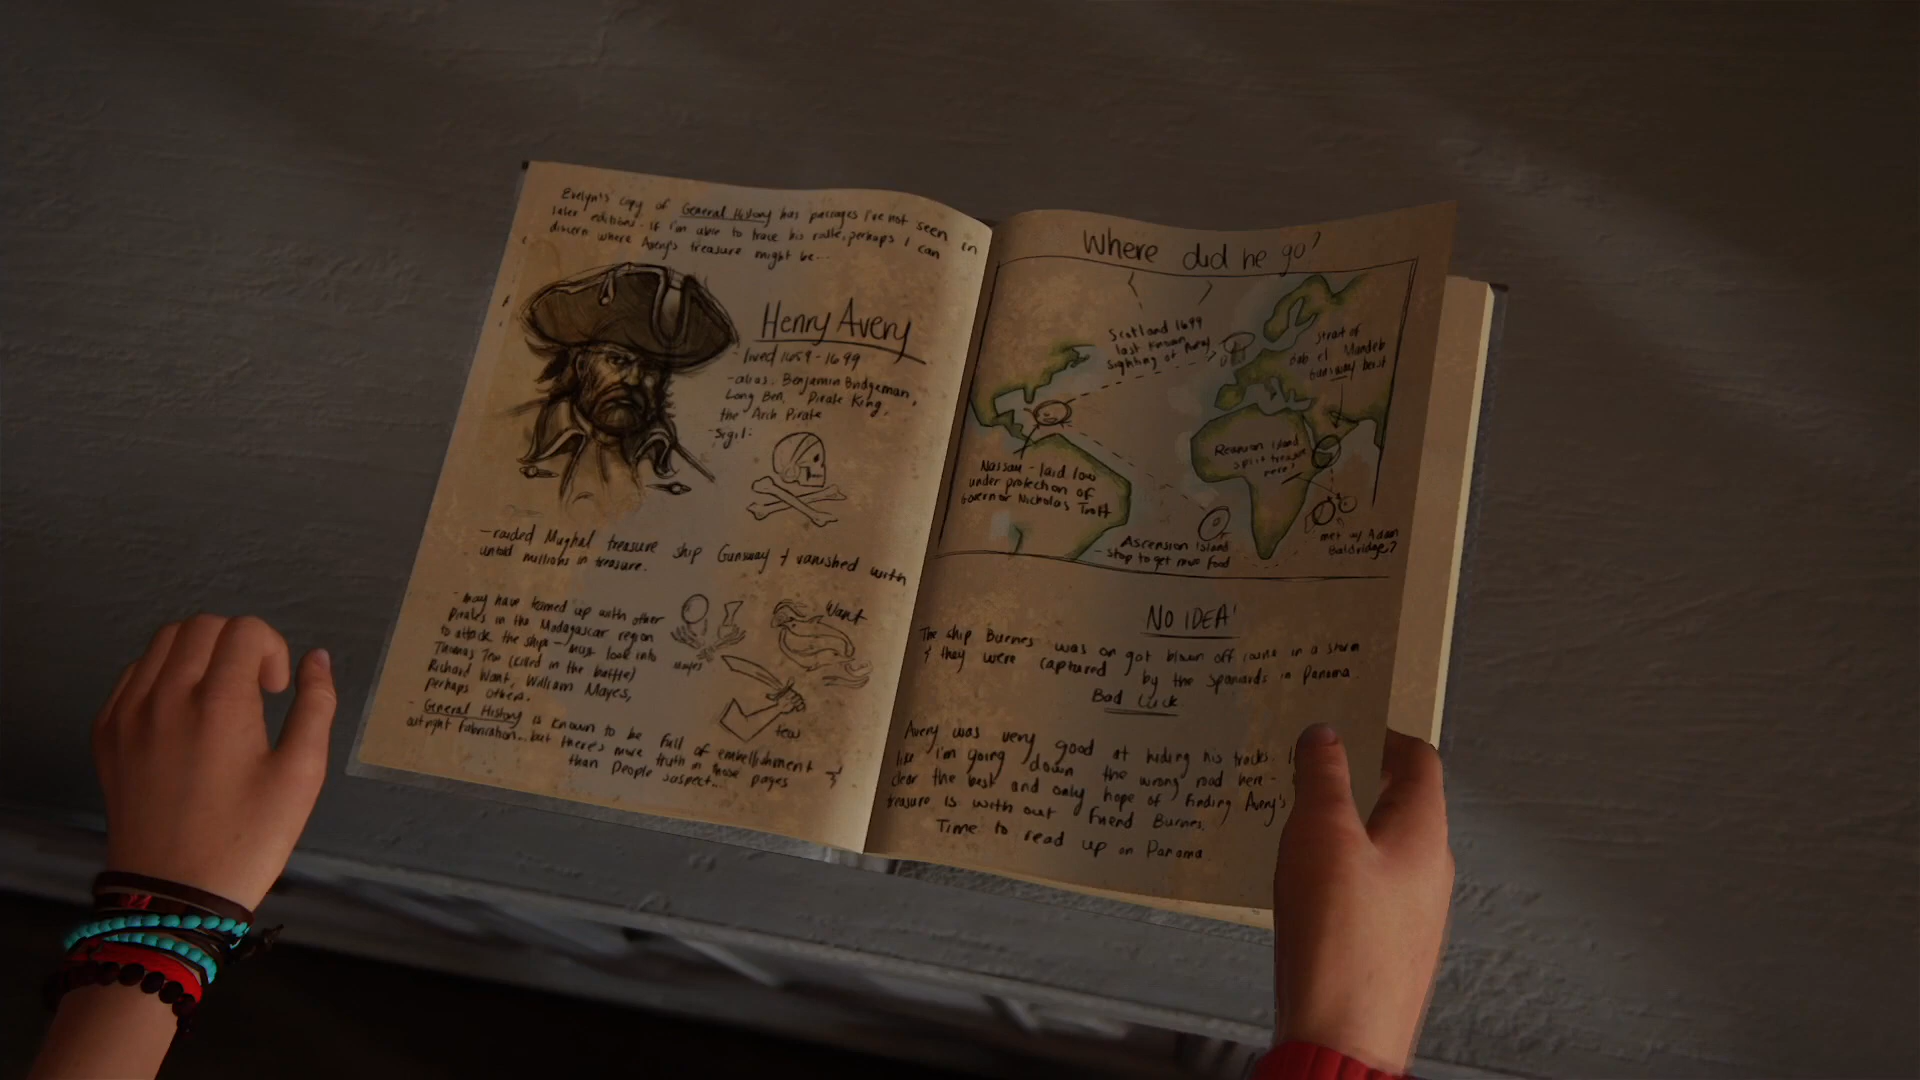 Evelyn's copy of General History has passages I've not seen in
later editions. If I'm able to trace his route, perhaps I can
discern where Avery's treasure might be...
Henry Avery
- lived 1659 - 1699
- alias: Benjamin Bridgeman,
Long Ben, Pirate King,
the Arch Pirate
- Sigil:
- raided Mughal treasure ship Gunsway & vanished with
untold millions in treasure.
- may have teamed up with other
Pirates in the Madagascar region
to attack the ships - must look into
Thomas Tew (killed in the battle)
Richard Want, William Mayes,
perhaps others.
Mayes
Want
Tew
- General History is known to be full of embellishment &
outright fabrication... but there's more truth in those pages
than people suspect...
Where did he go?
Scotland 1699
last known
sighting of Avery
Strait of
Bab el Mandeb
Gunsway heist
Reunion Island
split treasure
here?
Nassau - laid low
under protection of
Governor Nicholas Trott
Ascension Island
- stop to get more food
met w/ Adam
Baldridge?
NO IDEA!
The ship Burnes was on got blown off course in a storm
& they were captured by the Spaniards in Panama.
Bad Luck
Avery was very good at hiding his tracks.
like I'm going down the wrong road here -
clear the best and only hope of finding Avery's
treasure is with our friend Burnes.
Time to read up on Panama.